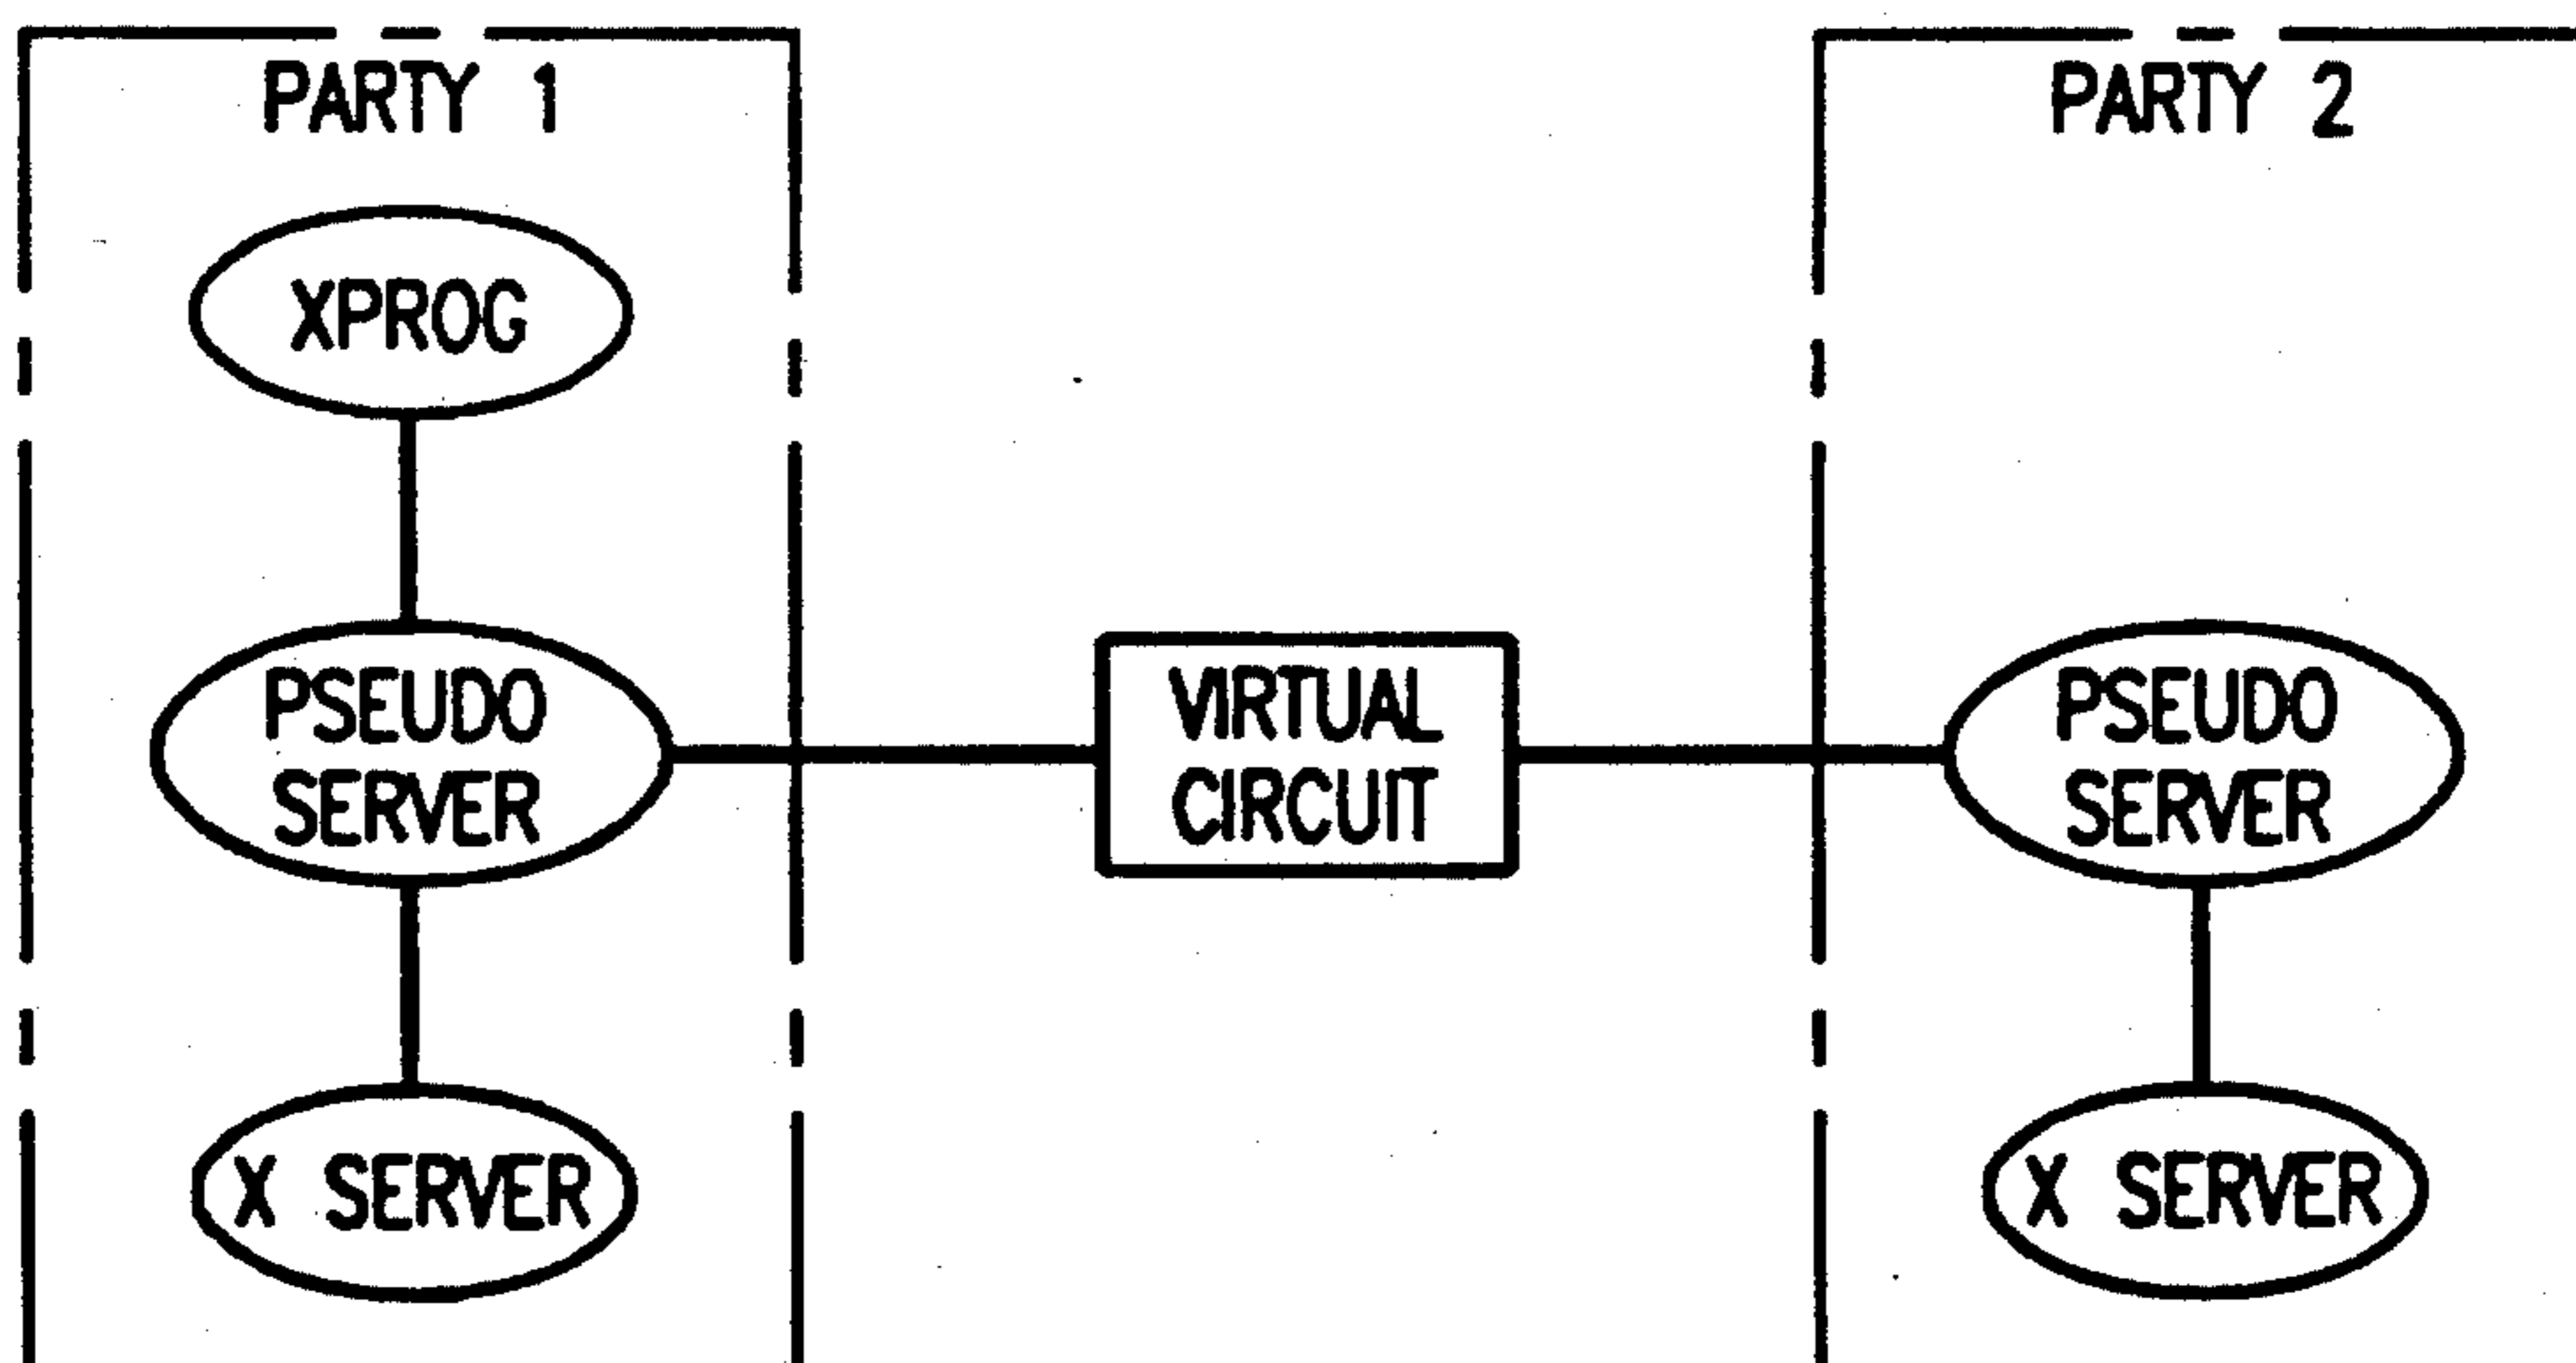 PARTY 1
PARTY 2
XPROG
PSEUDO
SERVER
VIRTUAL
CIRCUIT
PSEUDO
SERVER
X SERVER
X SERVER